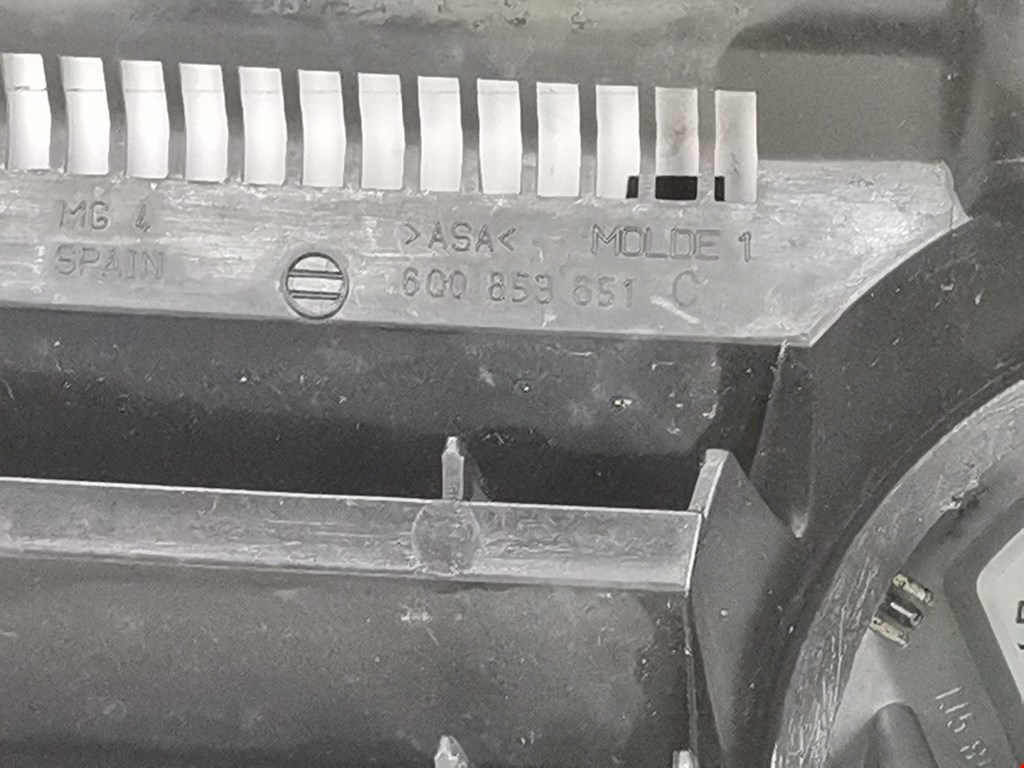 MG 4
SPAIN
>ASA<
MOLDE 1
6Q0 853 651 C